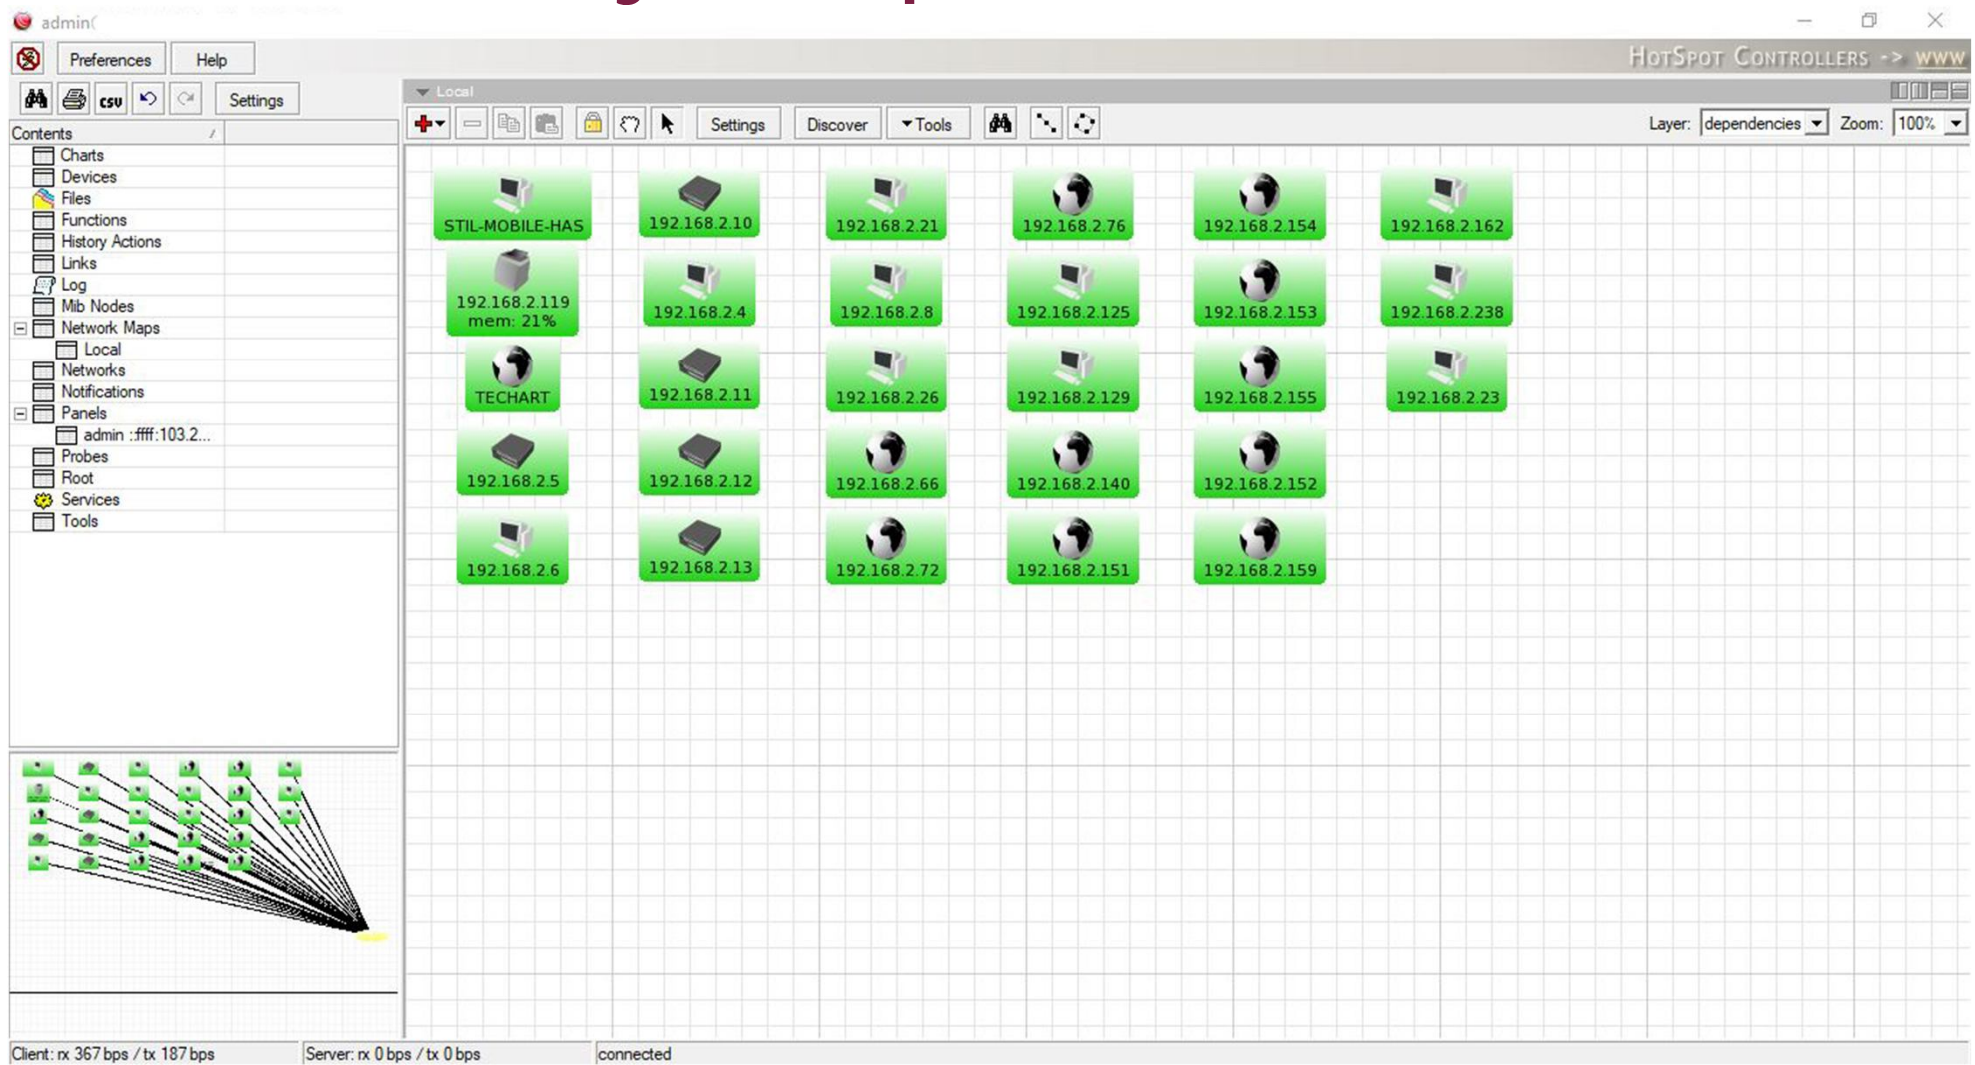 admin(
Preferences
Help
HOTSPOT CONTROLLERS -> WWW
CSV
Settings
Local
Settings
Discover
Tools
Layer: dependencies
Zoom: 100%
Contents
Charts
Devices
Files
Functions
History Actions
Links
Log
Mib Nodes
Network Maps
Local
Networks
Notifications
Panels
admin ::ffff:103.2...
Probes
Root
Services
Tools
STIL-MOBILE-HAS
192.168.2.10
192.168.2.21
192.168.2.76
192.168.2.154
192.168.2.162
192.168.2.119
mem: 21%
192.168.2.4
192.168.2.8
192.168.2.125
192.168.2.153
192.168.2.238
TECHART
192.168.2.11
192.168.2.26
192.168.2.129
192.168.2.155
192.168.2.23
192.168.2.5
192.168.2.12
192.168.2.66
192.168.2.140
192.168.2.152
192.168.2.6
192.168.2.13
192.168.2.72
192.168.2.151
192.168.2.159
Client: rx 367 bps / tx 187 bps
Server: rx 0 bps / tx 0 bps
connected